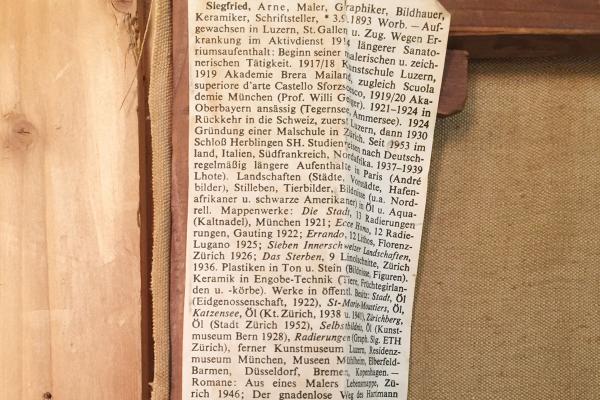 Siegfried, Arne, Maler, Graphiker, Bildhauer,
Keramiker, Schriftsteller, * 3.9.1893 Worb. – Auf-
gewachsen in Luzern, St. Gallen u. Zug. Wegen Er-
krankung im Aktivdienst 1914 längerer Sanato-
riumsaufenthalt: Beginn seiner malerischen u. zeich-
nerischen Tätigkeit. 1917/18 Kunstschule Luzern,
1919 Akademie Brera Mailand, zugleich Scuola
superiore d'arte Castello Sforzesco, 1919/20 Aka-
demie München (Prof. Willi Geiger). 1921–1924 in
Oberbayern ansässig (Tegernsee, Ammersee). 1924
Rückkehr in die Schweiz, zuerst Luzern, dann 1930
Gründung einer Malschule in Zürich. Seit 1953 im
Schloß Herblingen SH. Studienreisen nach Deutsch-
land, Italien, Südfrankreich, Nordafrika. 1937–1939
regelmäßig längere Aufenthalte in Paris (André
Lhote). Landschaften (Städte, Vorstädte, Hafen-
bilder), Stilleben, Tierbilder, Bildnisse (u.a. Nord-
afrikaner u. schwarze Amerikaner) in Öl u. Aqua-
rell. Mappenwerke: Die Stadt, 13 Radierungen
(Kaltnadel), München 1921; Ecce Homo, 12 Radie-
rungen, Gauting 1922; Errando, 12 Lithos, Florenz-
Lugano 1925; Sieben Innerschweizer Landschaften,
Zürich 1926; Das Sterben, 9 Linolschnitte, Zürich
1936. Plastiken in Ton u. Stein (Bildnisse, Figuren).
Keramik in Engobe-Technik (Tiere, Früchtegirlan-
den u. -körbe). Werke in öffentl. Besitz: Stadt, Öl
(Eidgenossenschaft, 1922), St-Marie-Moustiers, Öl,
Katzensee, Öl (Kt. Zürich, 1938 u. 1940), Zürichberg,
Öl (Stadt Zürich 1952), Selbstbildnis, Öl (Kunst-
museum Bern 1928), Radierungen (Graph. Slg. ETH
Zürich), ferner Kunstmuseum Luzern, Residenz-
museum München, Museen Mühlheim, Elberfeld-
Barmen, Düsseldorf, Bremen, Kopenhagen. –
Romane: Aus eines Malers Lebensmappe, Zü-
rich 1946; Der gnadenlose Weg des Hartmann